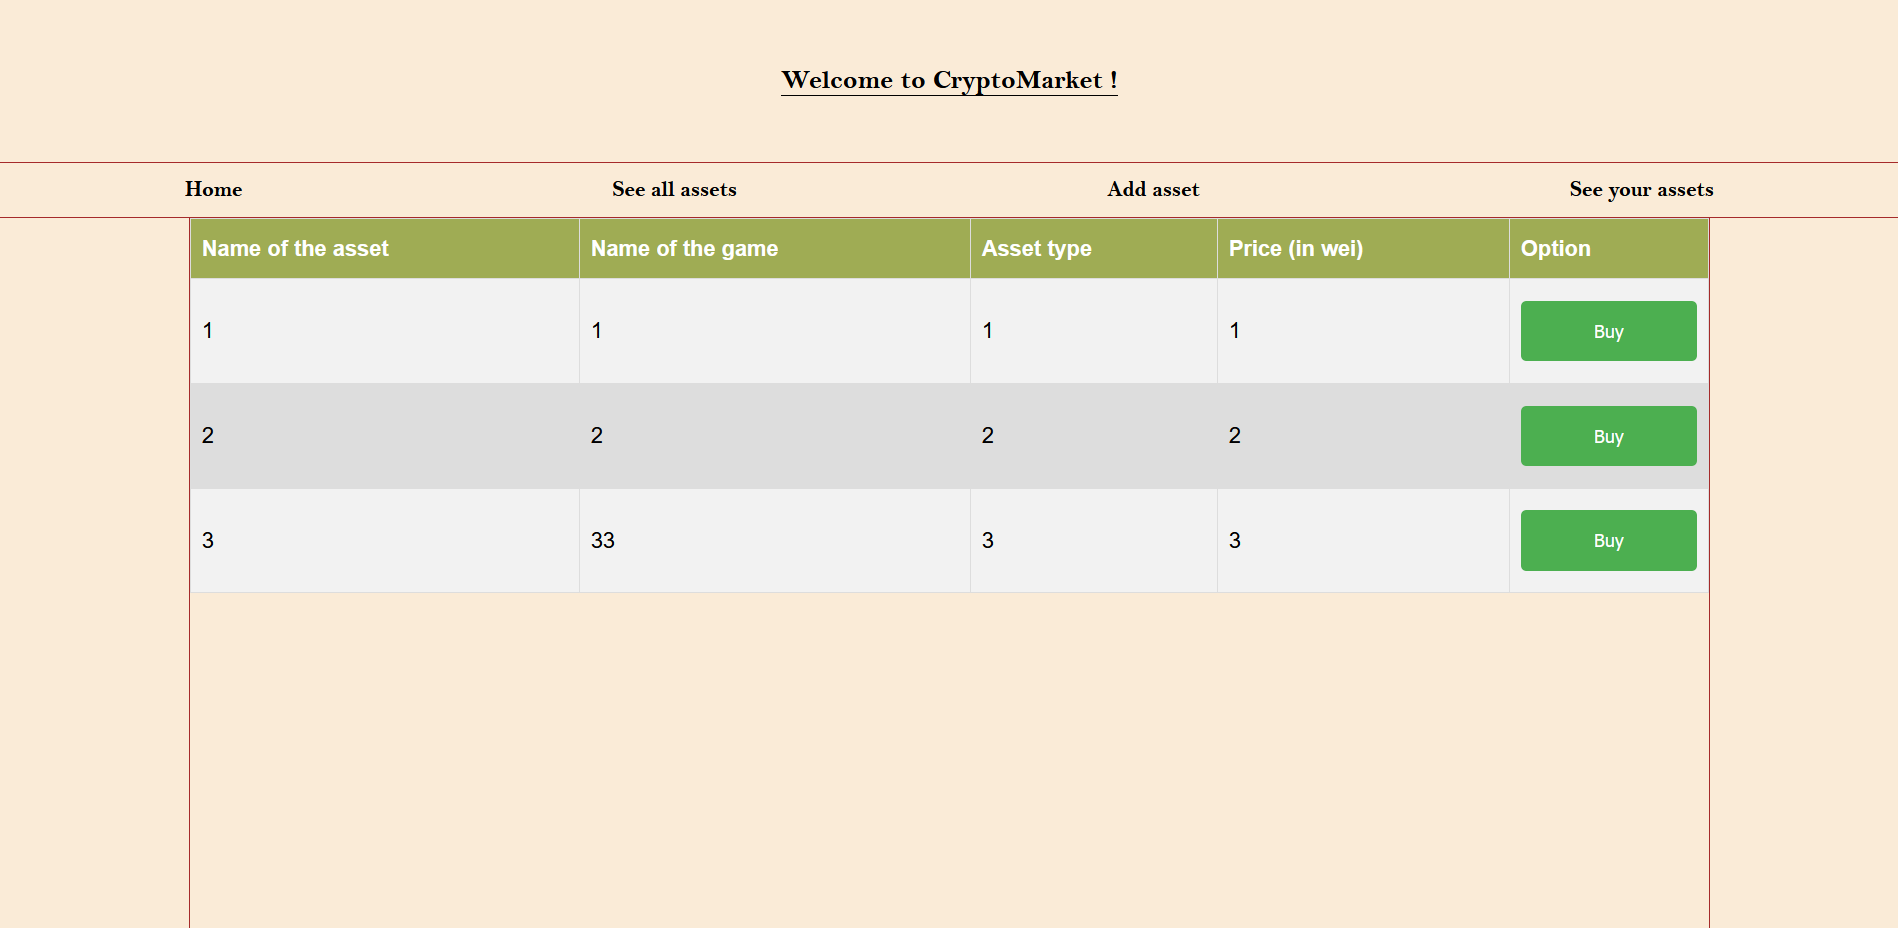 Welcome to CryptoMarket !
Home See all assets Add asset See your assets
Name of the asset Name of the game Asset type Price (in wei) Option
1 1 1 1 Buy
2 2 2 2 Buy
3 33 3 3 Buy